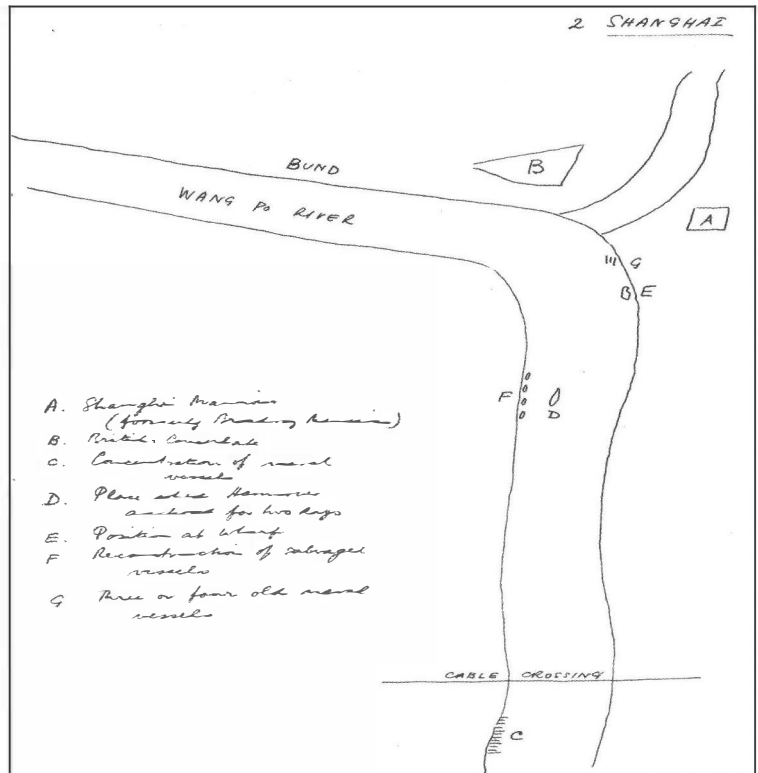 2 SHANGHAI
BUND
WANG PO RIVER
B
A
G
B E
F
D
A. Shanghai Mansions
(formerly Broadway Mansions)
B. British Consulate
C. Concentration of naval
vessels
D. Place where Hannover
anchored for two days
E. Position at wharf
F Reconstruction of salvaged
vessels
G Three or four old naval
vessels
CABLE CROSSING
C